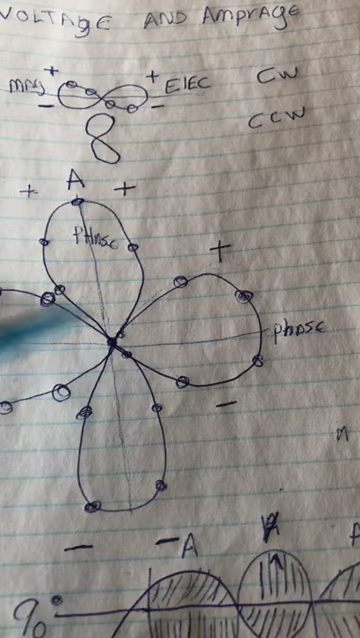 VOLTAGE AND AmPRAGE
+ + CW
MAG ELEC
- -
CCW
8
+ A +
Phase
+
phase
-
- -A A A
90°